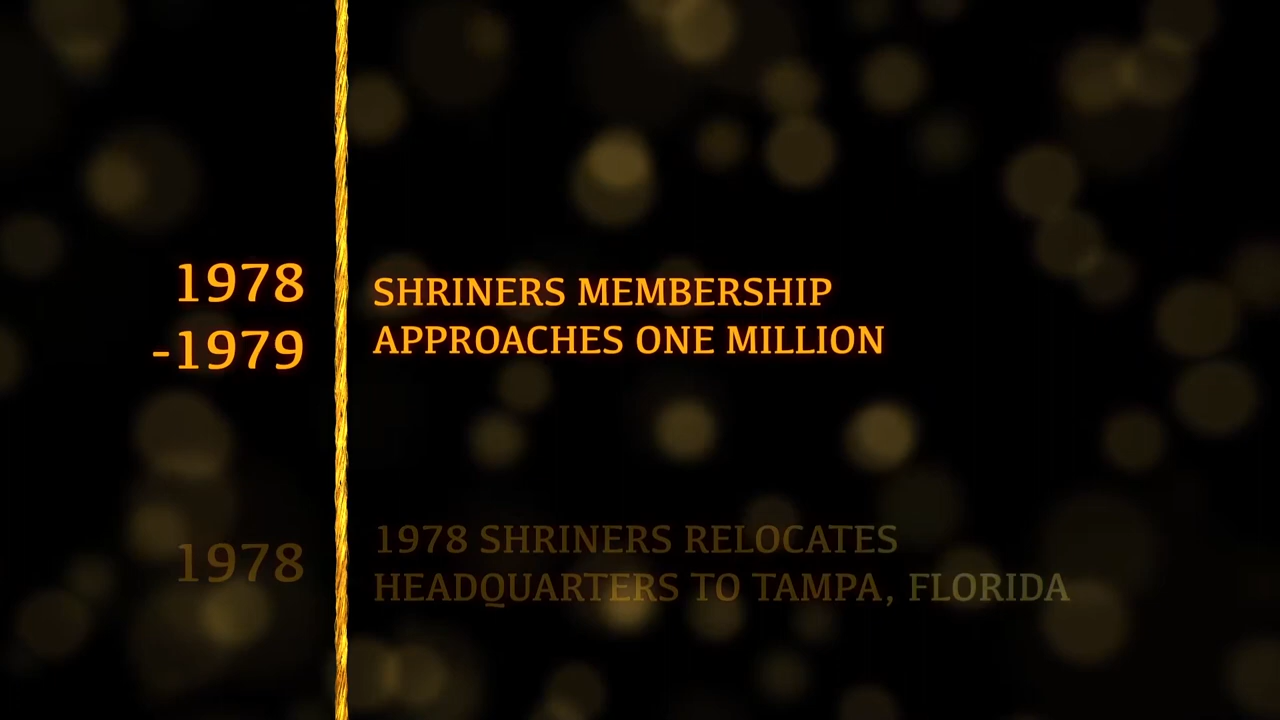 1978
-1979
SHRINERS MEMBERSHIP
APPROACHES ONE MILLION
1978
1978 SHRINERS RELOCATES
HEADQUARTERS TO TAMPA, FLORIDA